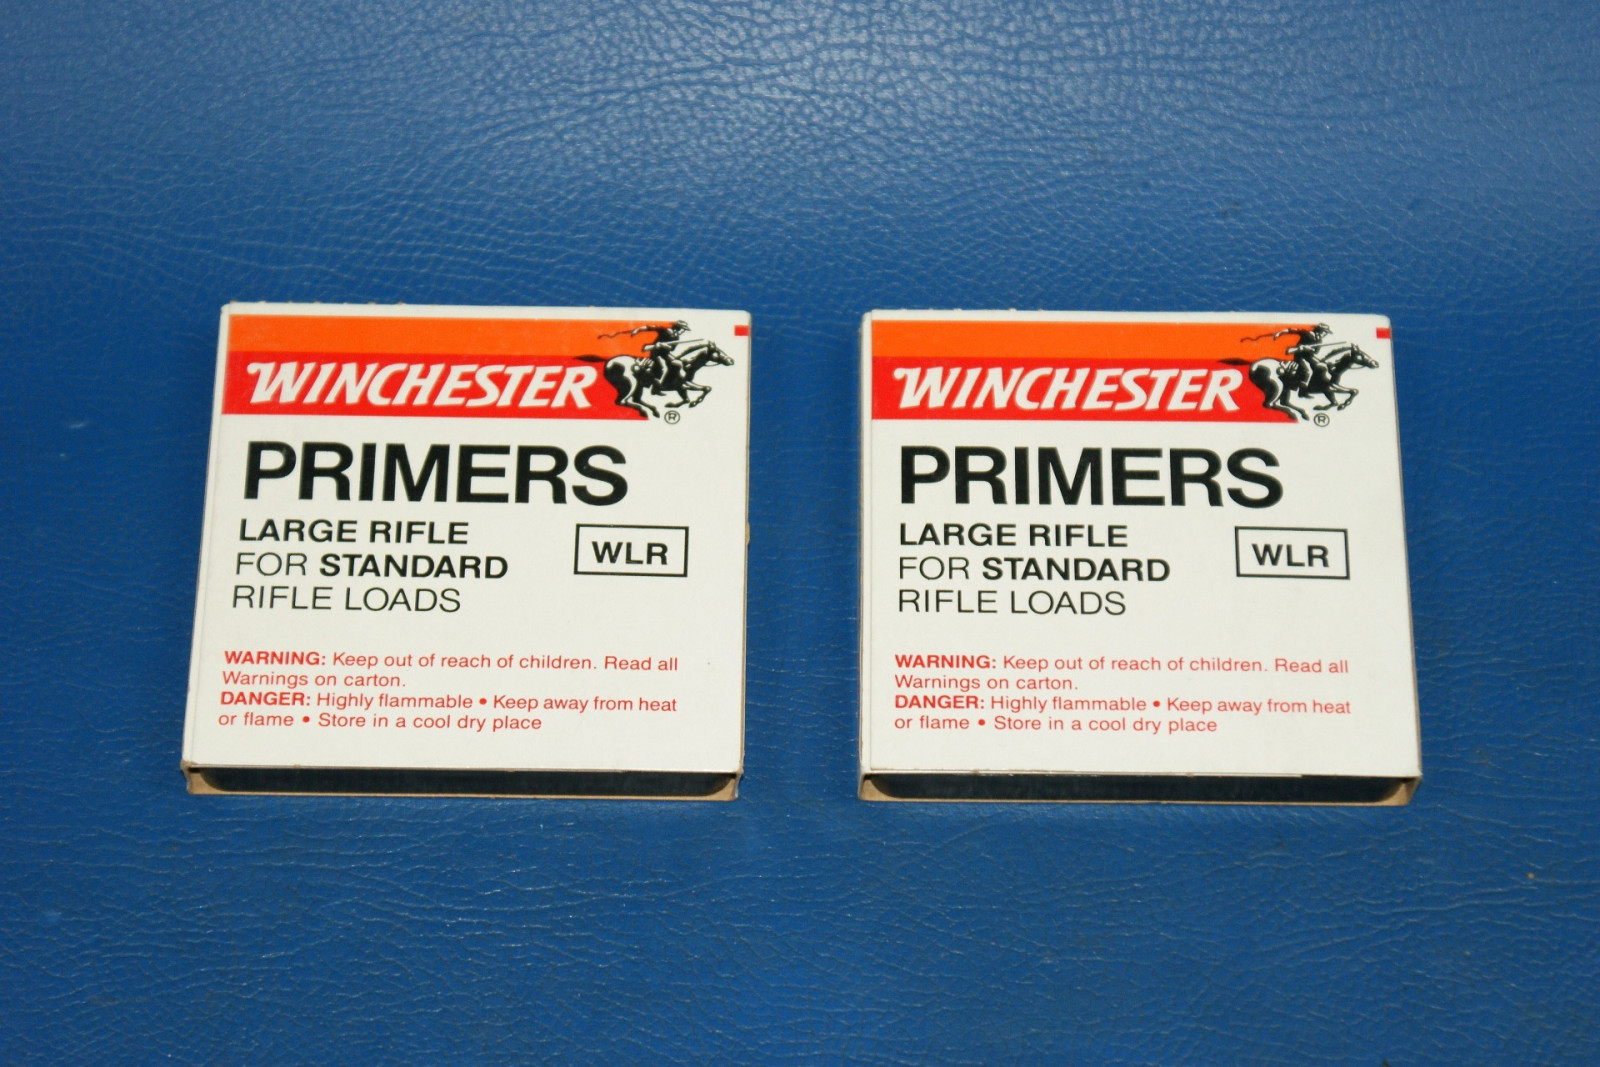 WINCHESTER
®
PRIMERS
LARGE RIFLE
FOR STANDARD
RIFLE LOADS
WLR
WARNING: Keep out of reach of children. Read all
Warnings on carton.
DANGER: Highly flammable • Keep away from heat
or flame • Store in a cool dry place
WINCHESTER
®
PRIMERS
LARGE RIFLE
FOR STANDARD
RIFLE LOADS
WLR
WARNING: Keep out of reach of children. Read all
Warnings on carton.
DANGER: Highly flammable • Keep away from heat
or flame • Store in a cool dry place